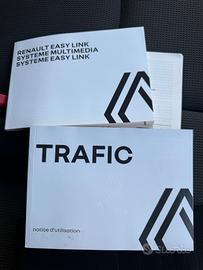 RENAULT EASY LINK
SYSTEME MULTIMEDIA
SYSTEME EASY LINK
TRAFIC
notice d'utilisation